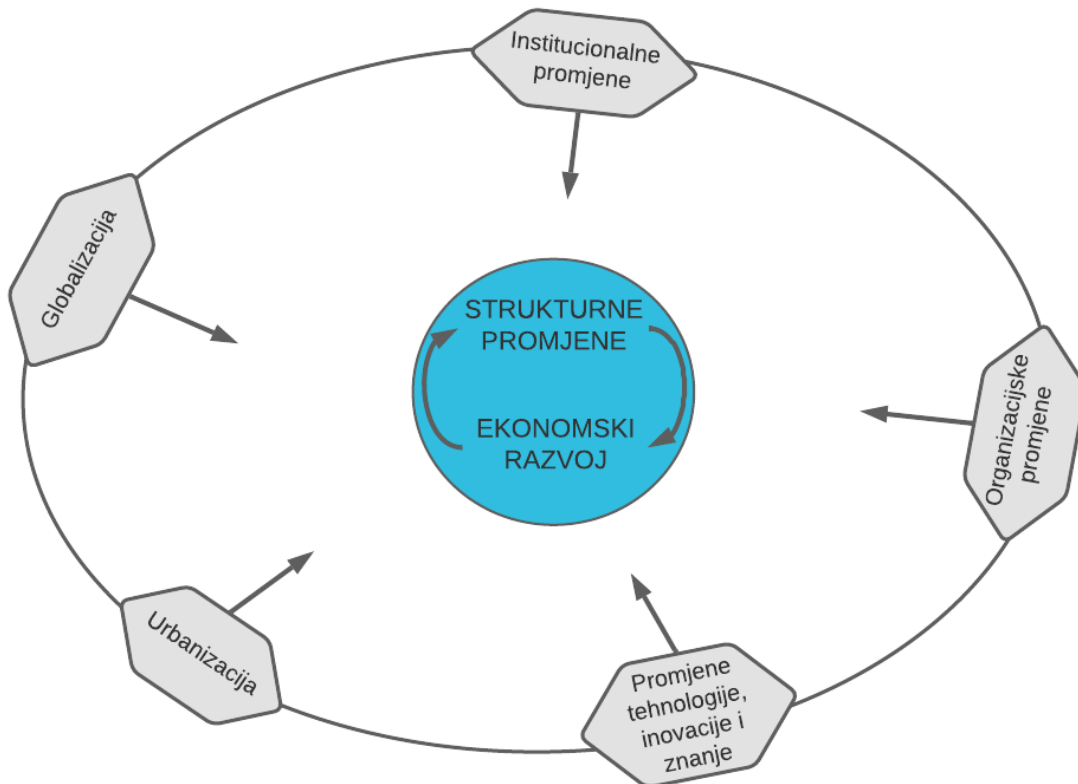 Institucionalne
promjene
Globalizacija
STRUKTURNE
PROMJENE
EKONOMSKI
RAZVOJ
Organizacijske
promjene
Urbanizacija
Promjene
tehnologije,
inovacije i
znanje